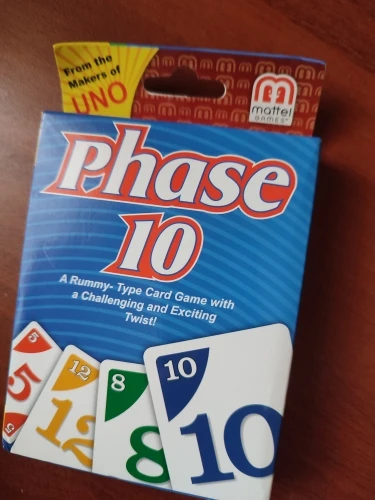 From the
Makers of
UNO
mattel
games
Phase
10
A Rummy- Type Card Game with
a Challenging and Exciting
Twist!
5
12
8
10
5
12
8
10
5